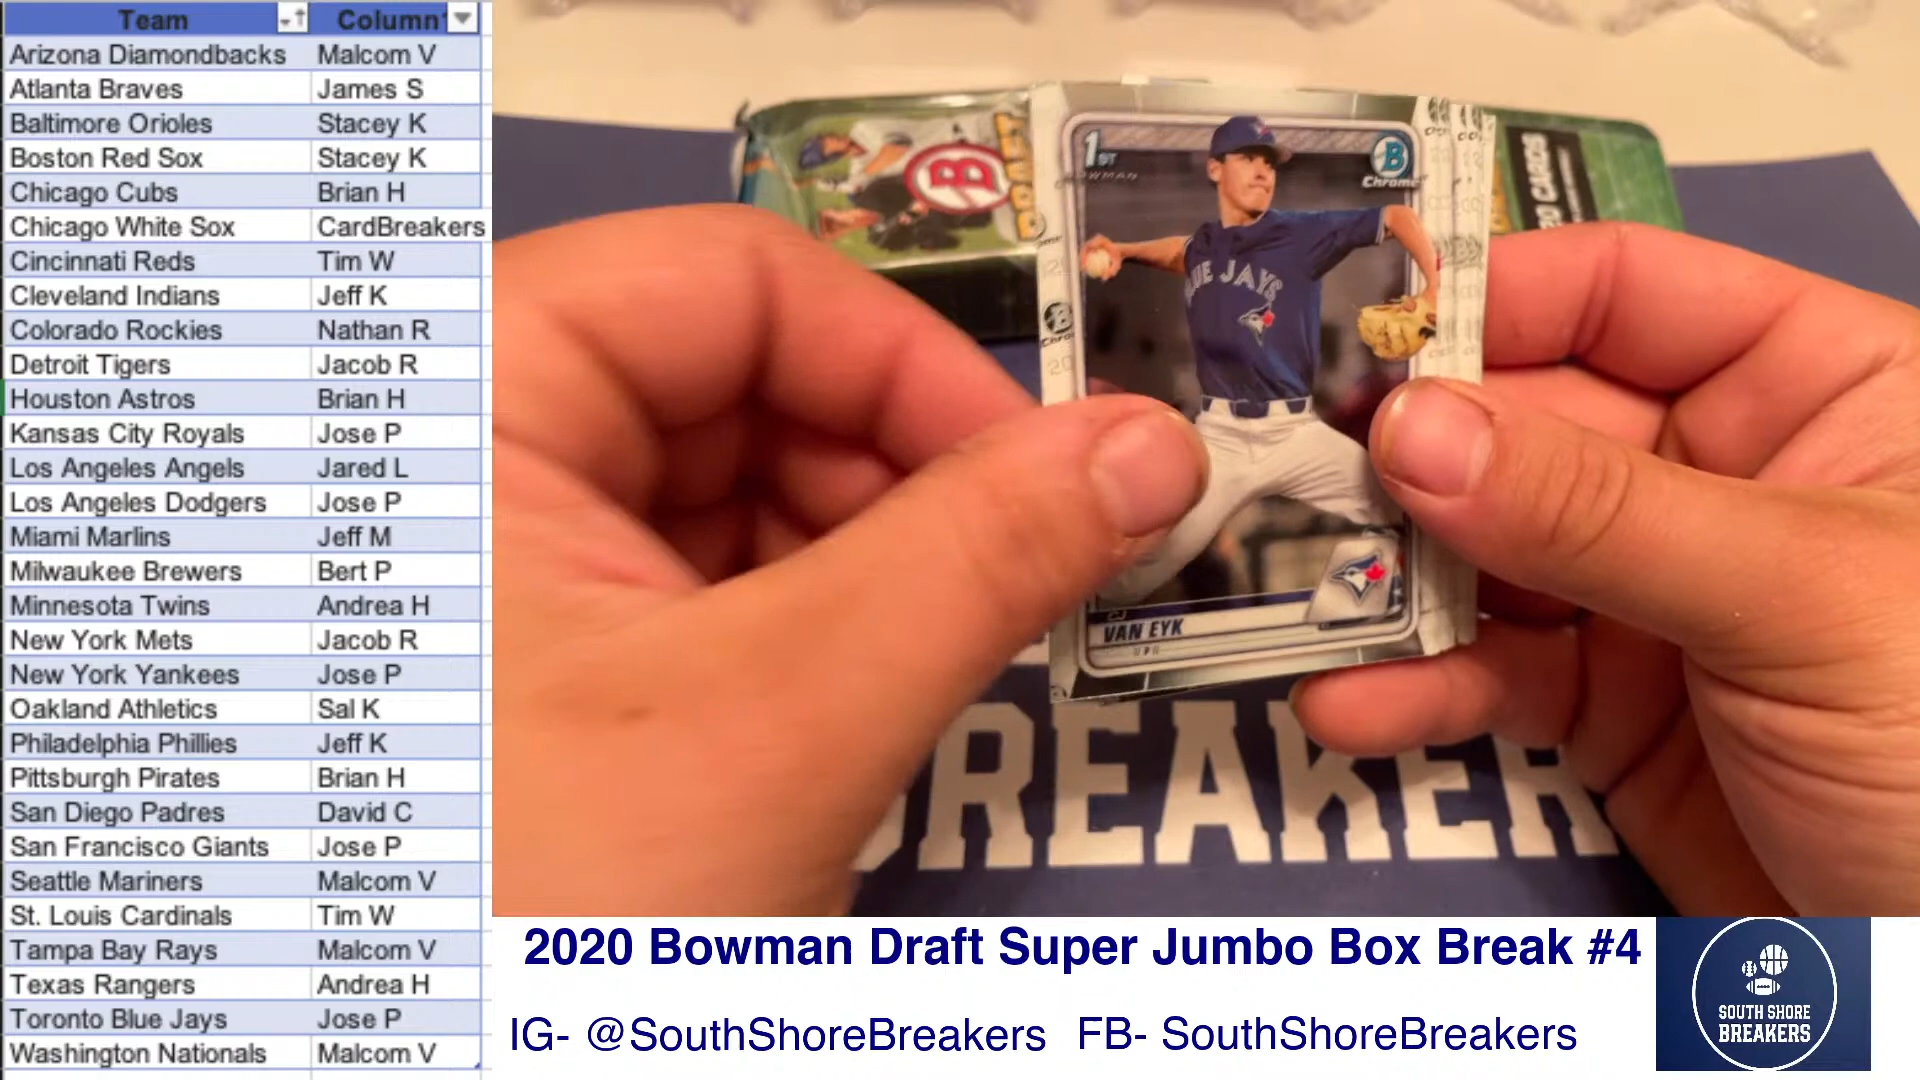 Team Column
Arizona Diamondbacks Malcom V
Atlanta Braves James S
Baltimore Orioles Stacey K
Boston Red Sox Stacey K
Chicago Cubs Brian H
Chicago White Sox CardBreakers
Cincinnati Reds Tim W
Cleveland Indians Jeff K
Colorado Rockies Nathan R
Detroit Tigers Jacob R
Houston Astros Brian H
Kansas City Royals Jose P
Los Angeles Angels Jared L
Los Angeles Dodgers Jose P
Miami Marlins Jeff M
Milwaukee Brewers Bert P
Minnesota Twins Andrea H
New York Mets Jacob R
New York Yankees Jose P
Oakland Athletics Sal K
Philadelphia Phillies Jeff K
Pittsburgh Pirates Brian H
San Diego Padres David C
San Francisco Giants Jose P
Seattle Mariners Malcom V
St. Louis Cardinals Tim W
Tampa Bay Rays Malcom V
Texas Rangers Andrea H
Toronto Blue Jays Jose P
Washington Nationals Malcom V
B
DRAFT
20 CARDS
1ST
BOWMAN
B
Chrome
BLUE JAYS
CJ
VAN EYK
BREAKER
2020 Bowman Draft Super Jumbo Box Break #4
IG- @SouthShoreBreakers FB- SouthShoreBreakers
SOUTH SHORE
BREAKERS